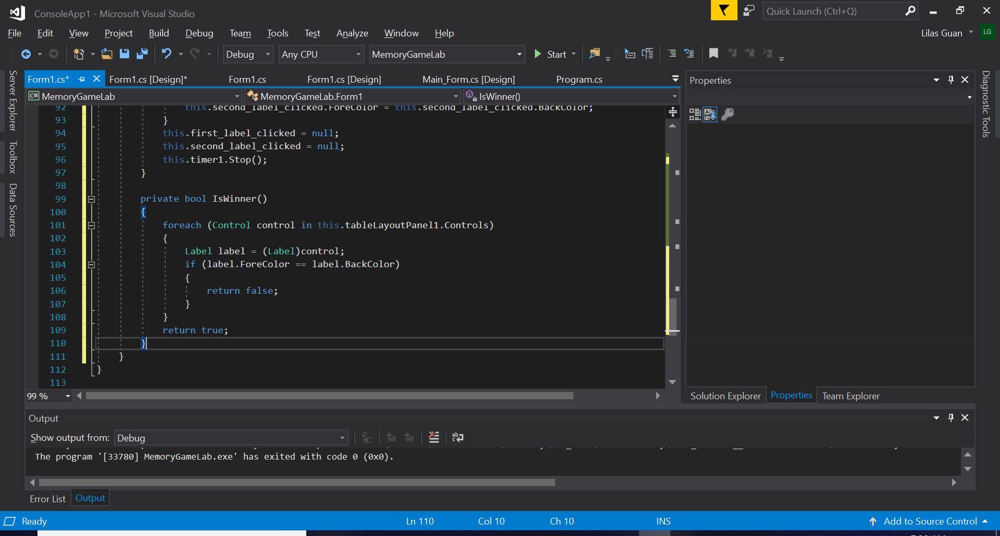 ConsoleApp1 - Microsoft Visual Studio
Quick Launch (Ctrl+Q)
File Edit View Project Build Debug Team Tools Test Analyze Window Help
Lilas Guan LG
Debug Any CPU MemoryGameLab Start
Form1.cs* Form1.cs [Design]* Form1.cs Form1.cs [Design] Main_Form.cs [Design] Program.cs
C# MemoryGameLab MemoryGameLab.Form1 IsWinner()
92 this.second_label_clicked.ForeColor = this.second_label_clicked.BackColor;
93 }
94 this.first_label_clicked = null;
95 this.second_label_clicked = null;
96 this.timer1.Stop();
97 }
98
99 private bool IsWinner()
100 {
101 foreach (Control control in this.tableLayoutPanel1.Controls)
102 {
103 Label label = (Label)control;
104 if (label.ForeColor == label.BackColor)
105 {
106 return false;
107 }
108 }
109 return true;
110 }
111 }
112 }
113
99 %
Server Explorer
Toolbox
Data Sources
Properties
Diagnostic Tools
Solution Explorer Properties Team Explorer
Output
Show output from: Debug
The program '[33780] MemoryGameLab.exe' has exited with code 0 (0x0).
Error List Output
Ready Ln 110 Col 10 Ch 10 INS Add to Source Control